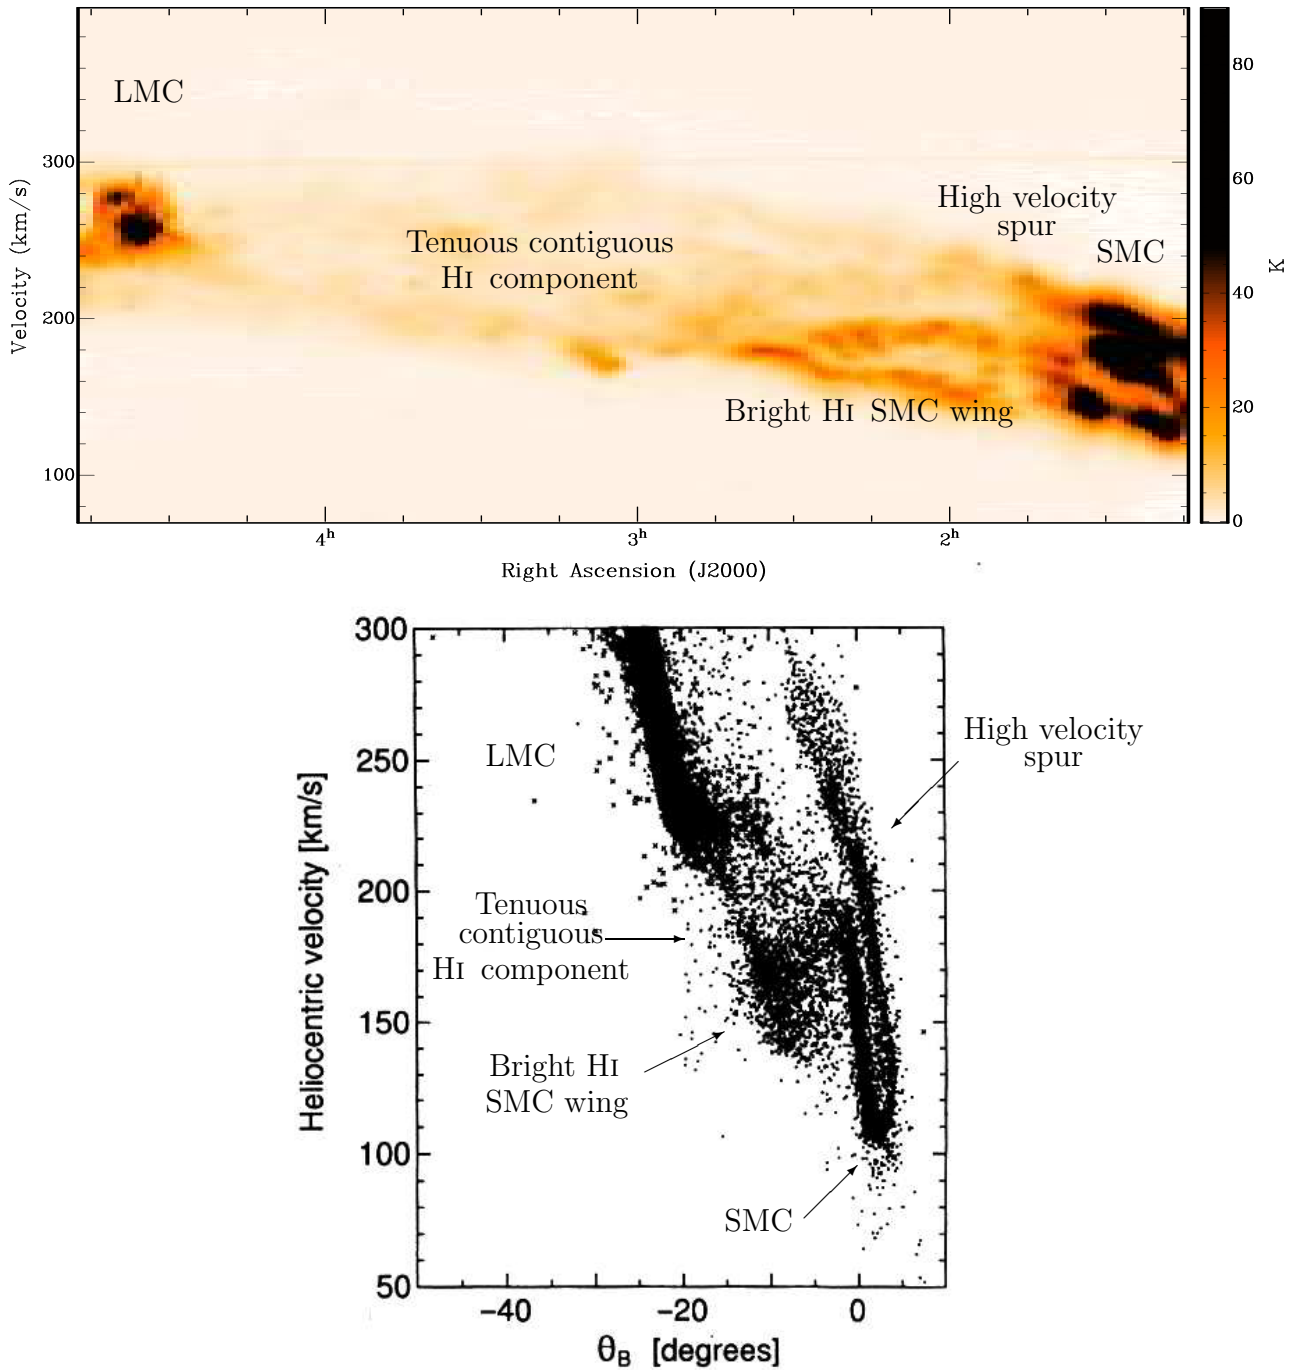 LMC
300
200
100
Velocity (km/s)
Tenuous contiguous
HI component
High velocity
spur
SMC
Bright HI SMC wing
80
60
40
20
0
K
4h
3h
2h
Right Ascension (J2000)
300
250
200
150
100
50
Heliocentric velocity [km/s]
LMC
High velocity
spur
Tenuous
contiguous
HI component
Bright HI
SMC wing
SMC
−40
−20
0
θB [degrees]